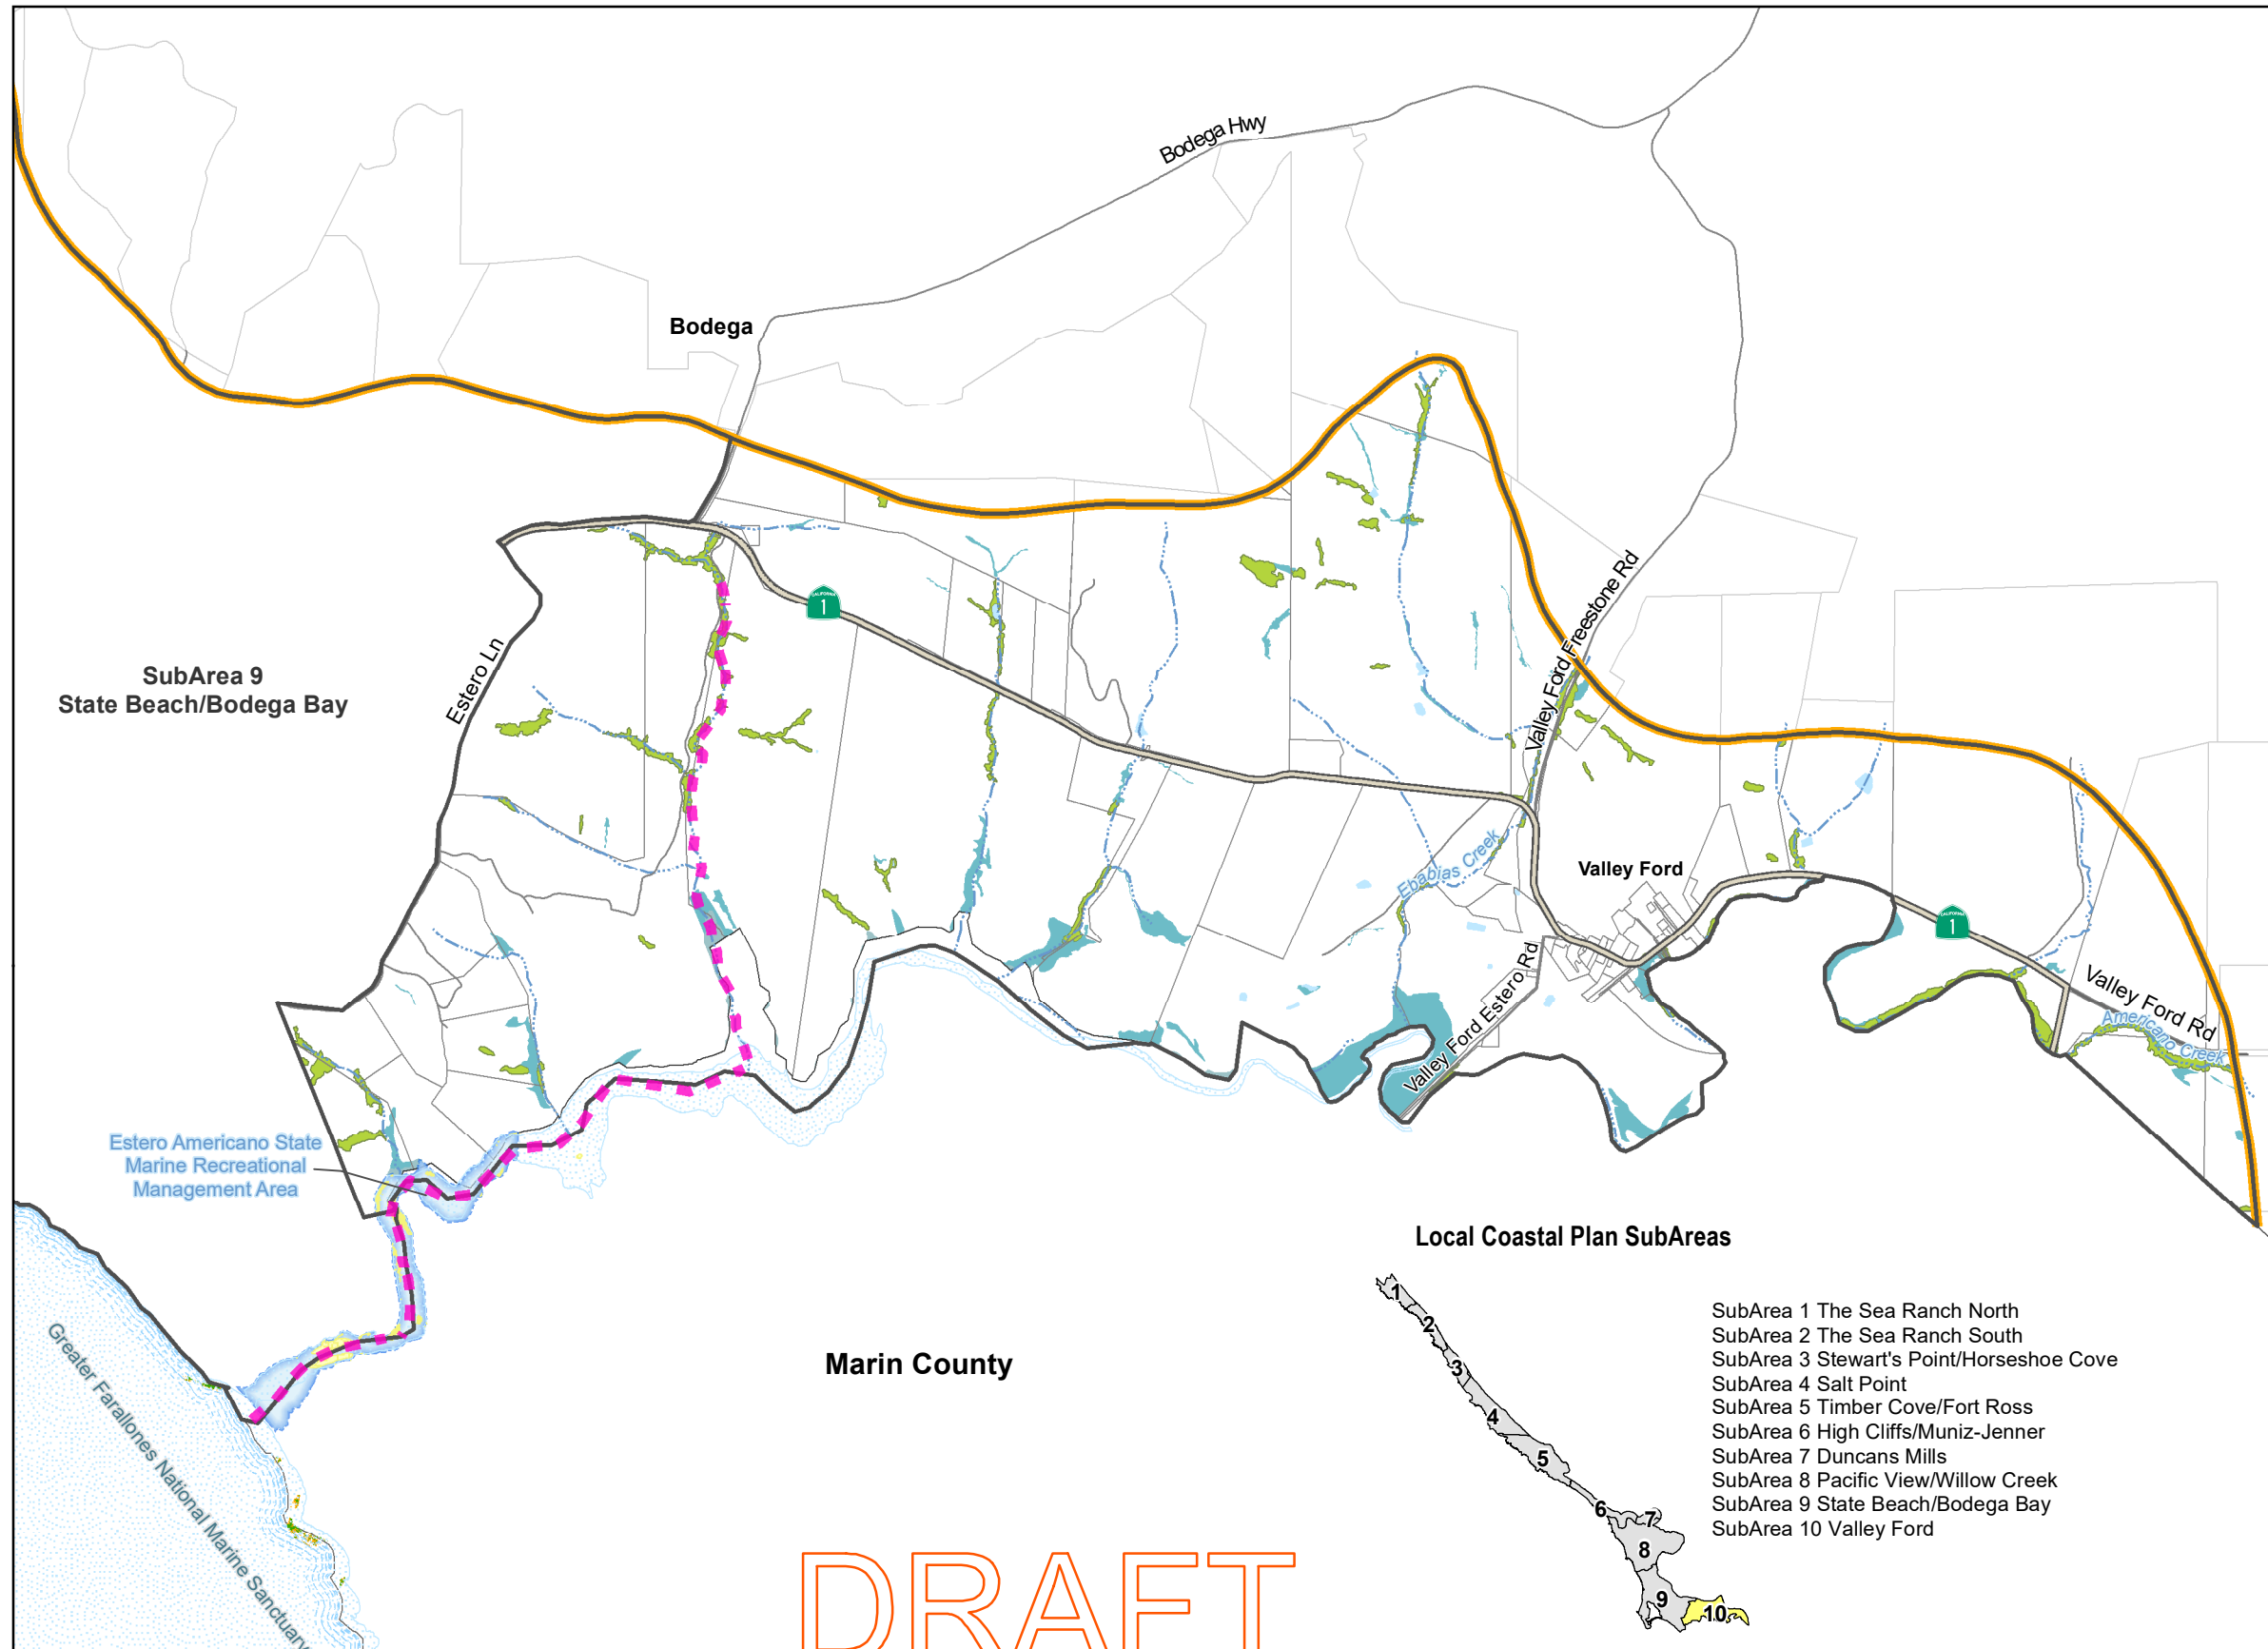 Bodega Hwy
Bodega
CALIFORNIA
1
Valley Ford Freestone Rd
SubArea 9
State Beach/Bodega Bay
Estero Ln
Ebabias Creek
Valley Ford
CALIFORNIA
1
Valley Ford Estero Rd
Valley Ford Rd
Americano Creek
Estero Americano State
Marine Recreational
Management Area
Greater Farallones National Marine Sanctuary
Marin County
Local Coastal Plan SubAreas
1
2
3
4
5
6
7
8
9
10
SubArea 1 The Sea Ranch North
SubArea 2 The Sea Ranch South
SubArea 3 Stewart's Point/Horseshoe Cove
SubArea 4 Salt Point
SubArea 5 Timber Cove/Fort Ross
SubArea 6 High Cliffs/Muniz-Jenner
SubArea 7 Duncans Mills
SubArea 8 Pacific View/Willow Creek
SubArea 9 State Beach/Bodega Bay
SubArea 10 Valley Ford
DRAFT